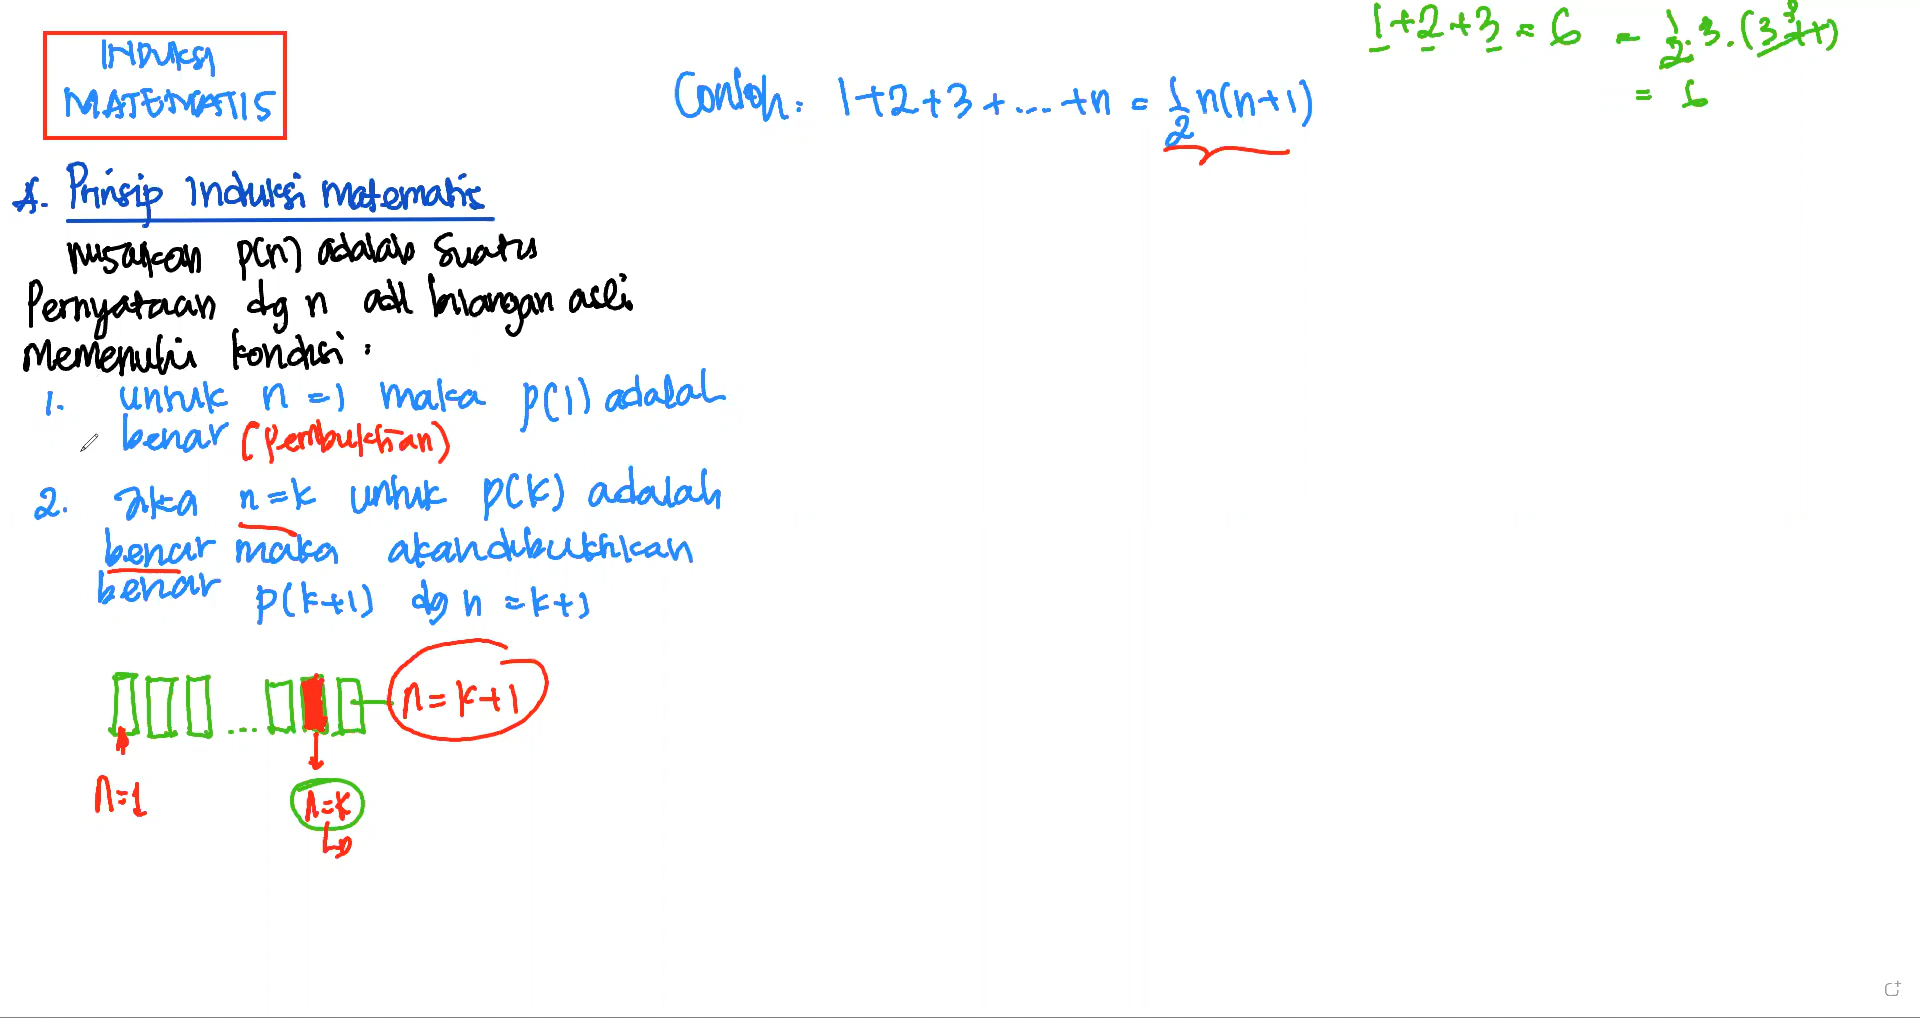 INDUKSI
MATEMATIS
A. Prinsip Induksi matematis
misalkan p(n) adalah suatu
Pernyataan dg n adl bilangan asli
Memenuhi kondisi :
1. untuk n = 1 maka p(1) adalah
benar (Pembuktian)
2. Jika n = k untuk p(k) adalah
benar maka akan dibuktikan
benar p(k+1) dg n = k+1
... n = k+1
n=1
n=k
Contoh: 1+2+3+...+n = 1/2 n(n+1)
1+2+3 = 6 = 1/2 . 3 . (3+1)
= 6